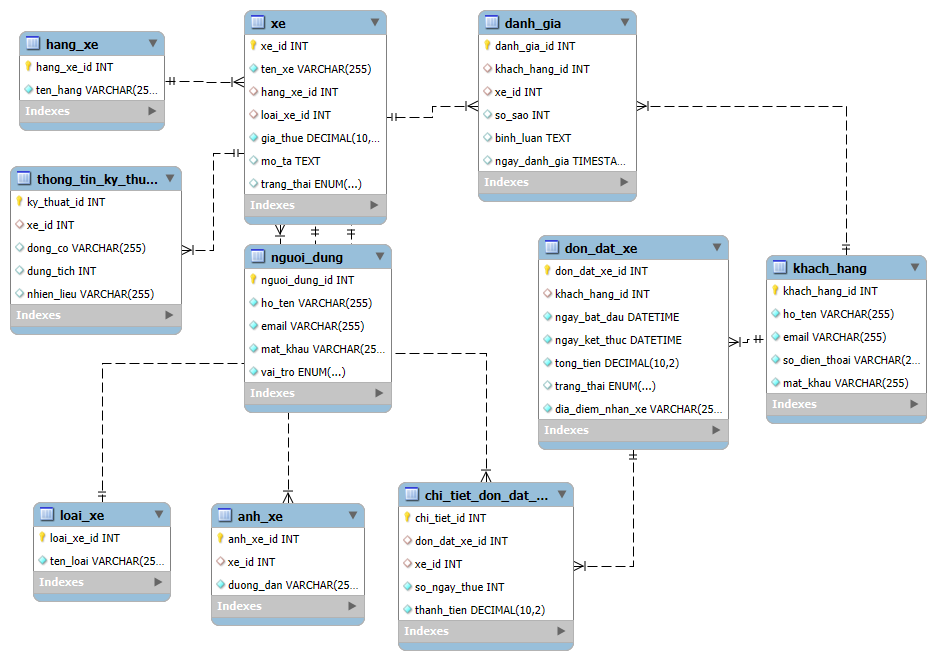 hang_xe
hang_xe_id INT
ten_hang VARCHAR(25...
Indexes
xe
xe_id INT
ten_xe VARCHAR(255)
hang_xe_id INT
loai_xe_id INT
gia_thue DECIMAL(10,...
mo_ta TEXT
trang_thai ENUM(...)
Indexes
danh_gia
danh_gia_id INT
khach_hang_id INT
xe_id INT
so_sao INT
binh_luan TEXT
ngay_danh_gia TIMESTA...
Indexes
thong_tin_ky_thu...
ky_thuat_id INT
xe_id INT
dong_co VARCHAR(255)
dung_tich INT
nhien_lieu VARCHAR(255)
Indexes
nguoi_dung
nguoi_dung_id INT
ho_ten VARCHAR(255)
email VARCHAR(255)
mat_khau VARCHAR(25...
vai_tro ENUM(...)
Indexes
don_dat_xe
don_dat_xe_id INT
khach_hang_id INT
ngay_bat_dau DATETIME
ngay_ket_thuc DATETIME
tong_tien DECIMAL(10,2)
trang_thai ENUM(...)
dia_diem_nhan_xe VARCHAR(25...
Indexes
khach_hang
khach_hang_id INT
ho_ten VARCHAR(255)
email VARCHAR(255)
so_dien_thoai VARCHAR(2...
mat_khau VARCHAR(255)
Indexes
loai_xe
loai_xe_id INT
ten_loai VARCHAR(25...
Indexes
anh_xe
anh_xe_id INT
xe_id INT
duong_dan VARCHAR(25...
Indexes
chi_tiet_don_dat_...
chi_tiet_id INT
don_dat_xe_id INT
xe_id INT
so_ngay_thue INT
thanh_tien DECIMAL(10,2)
Indexes